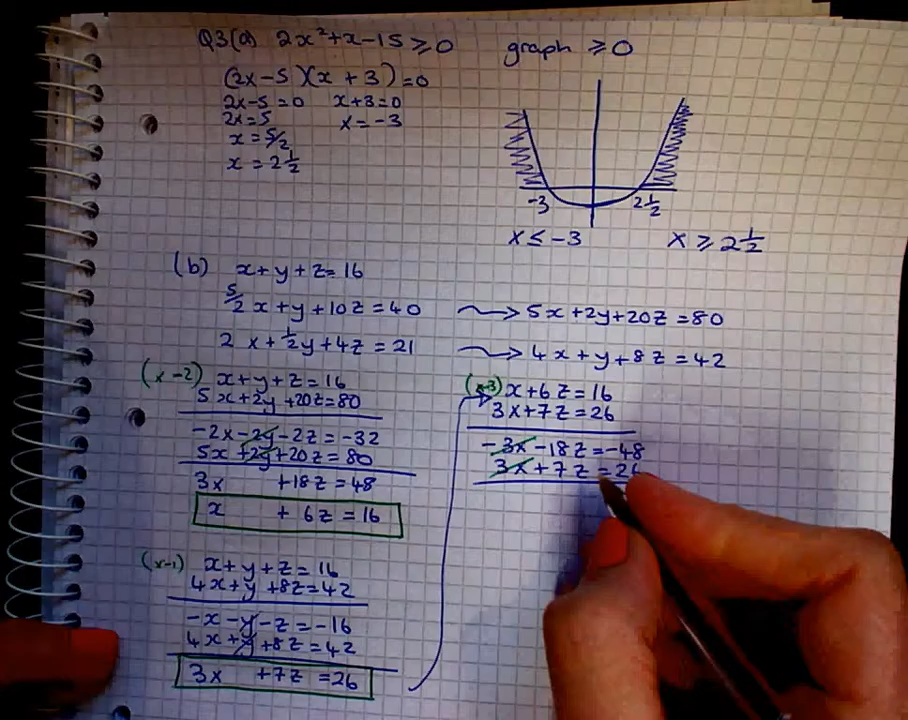 Q3(a) 2x²+x-15≥0
graph ≥0
(2x-5)(x+3)=0
2x-5=0 x+3=0
2x=5 x=-3
x=5/2
x=2½
-3 2½
x≤-3 x≥2½
(b) x+y+z=16
5/2x+y+10z=40 → 5x+2y+20z=80
2x+½y+4z=21 → 4x+y+8z=42
(x-2) x+y+z=16
5x+2y+20z=80
-2x-2y-2z=-32
5x+2y+20z=80
3x +18z=48
x +6z=16
(x-1) x+y+z=16
4x+y+8z=42
-x-y-z=-16
4x+y+8z=42
3x +7z=26
(x-3) x+6z=16
3x+7z=26
-3x-18z=-48
3x+7z=26